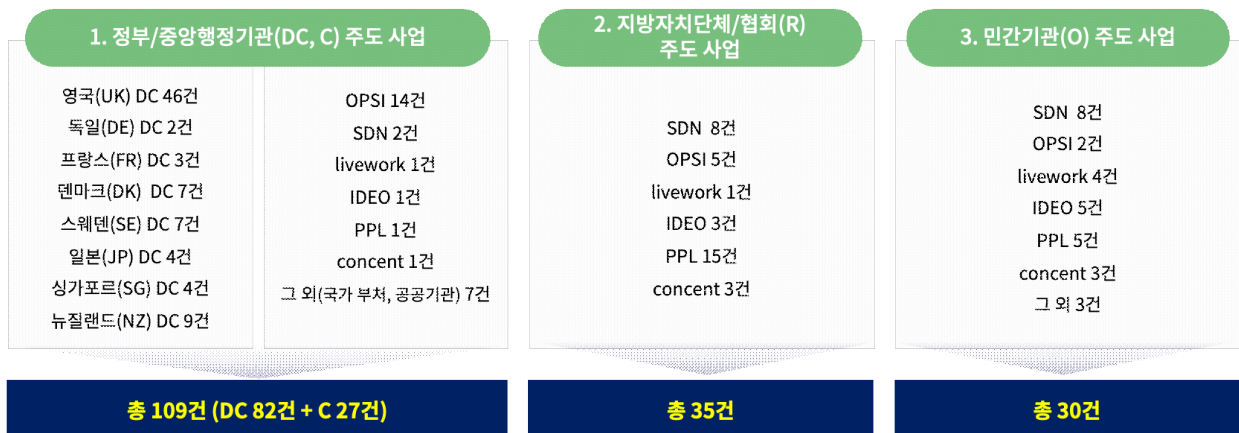 1. 정부/중앙행정기관(DC, C) 주도 사업
영국(UK) DC 46건
독일(DE) DC 2건
프랑스(FR) DC 3건
덴마크(DK) DC 7건
스웨덴(SE) DC 7건
일본(JP) DC 4건
싱가포르(SG) DC 4건
뉴질랜드(NZ) DC 9건
OPSI 14건
SDN 2건
livework 1건
IDEO 1건
PPL 1건
concent 1건
그 외(국가 부처, 공공기관) 7건
총 109건 (DC 82건 + C 27건)
2. 지방자치단체/협회(R)
주도 사업
SDN 8건
OPSI 5건
livework 1건
IDEO 3건
PPL 15건
concent 3건
총 35건
3. 민간기관(O) 주도 사업
SDN 8건
OPSI 2건
livework 4건
IDEO 5건
PPL 5건
concent 3건
그 외 3건
총 30건